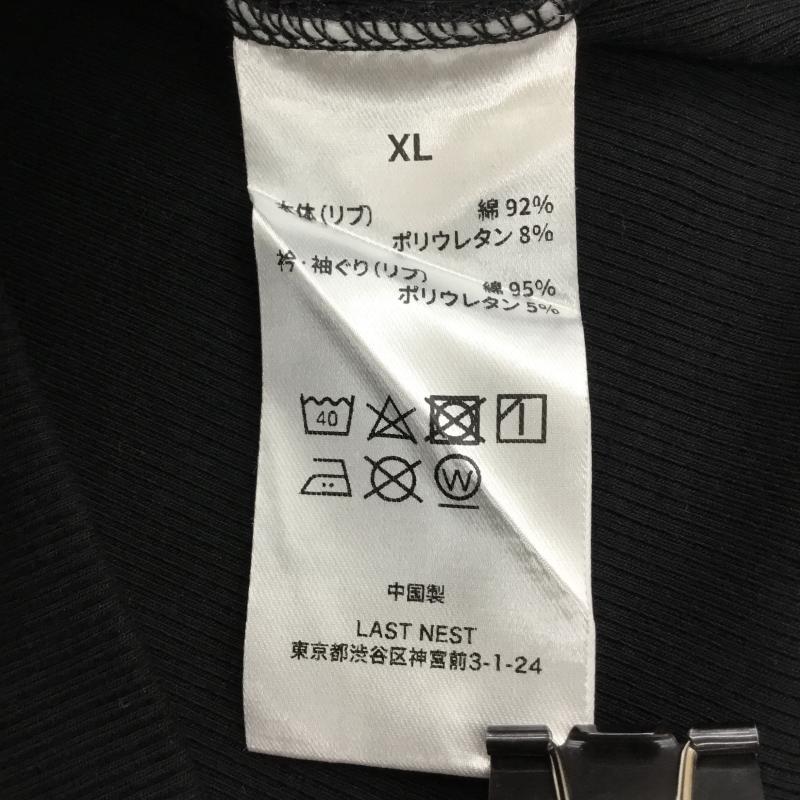 XL
本体(リブ) 綿 92%
ポリウレタン 8%
衿・袖ぐり(リブ) 綿 95%
ポリウレタン 5%
40
W
中国製
LAST NEST
東京都渋谷区神宮前3-1-24